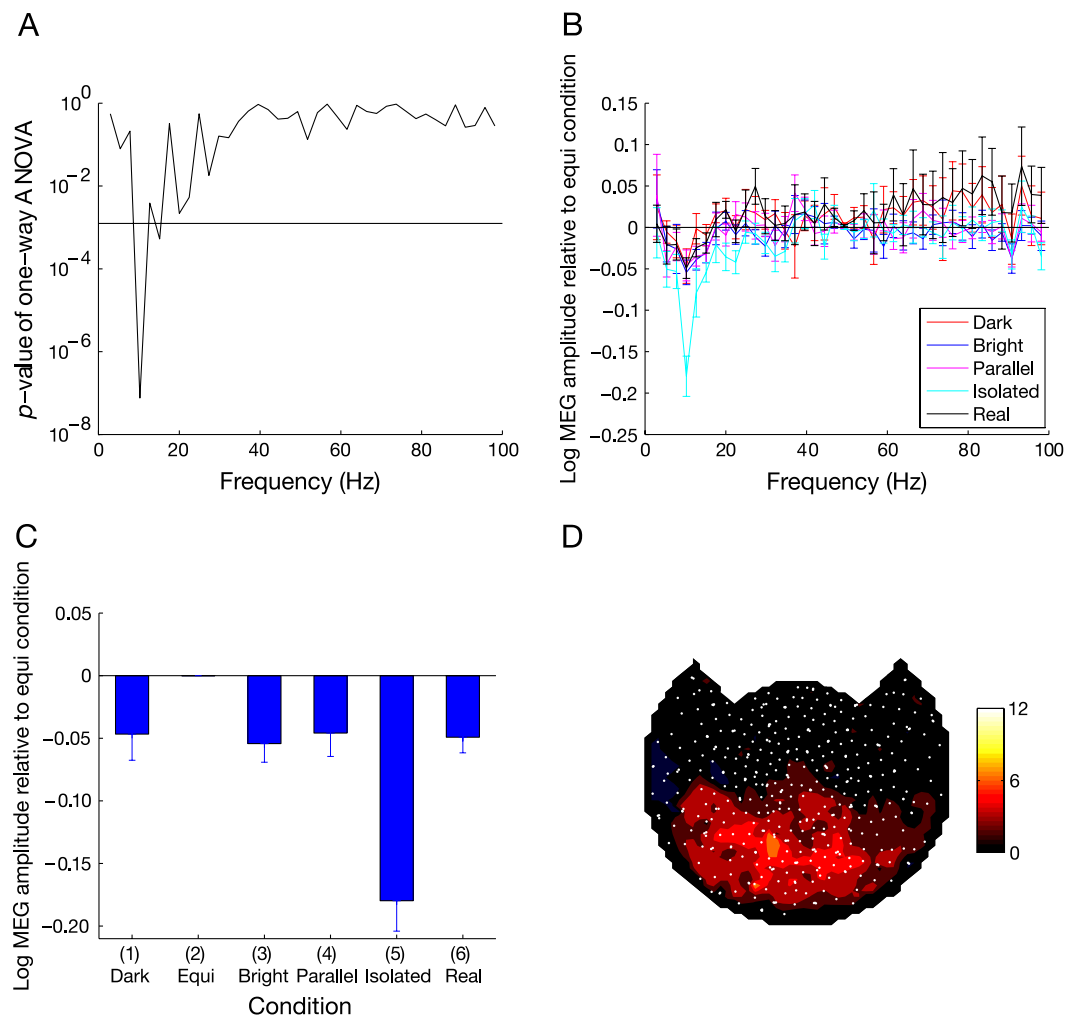 A
p-value of one-way A NOVA
10^0
10^-2
10^-4
10^-6
10^-8
0
20
40
60
80
100
Frequency (Hz)
B
Log MEG amplitude relative to equi condition
0.15
0.1
0.05
0
-0.05
-0.1
-0.15
-0.2
-0.25
0
20
40
60
80
100
Frequency (Hz)
Dark
Bright
Parallel
Isolated
Real
C
Log MEG amplitude relative to equi condition
0.05
0
-0.05
-0.10
-0.15
-0.20
(1) (2) (3) (4) (5) (6)
Dark Equi Bright Parallel Isolated Real
Condition
D
12
6
0